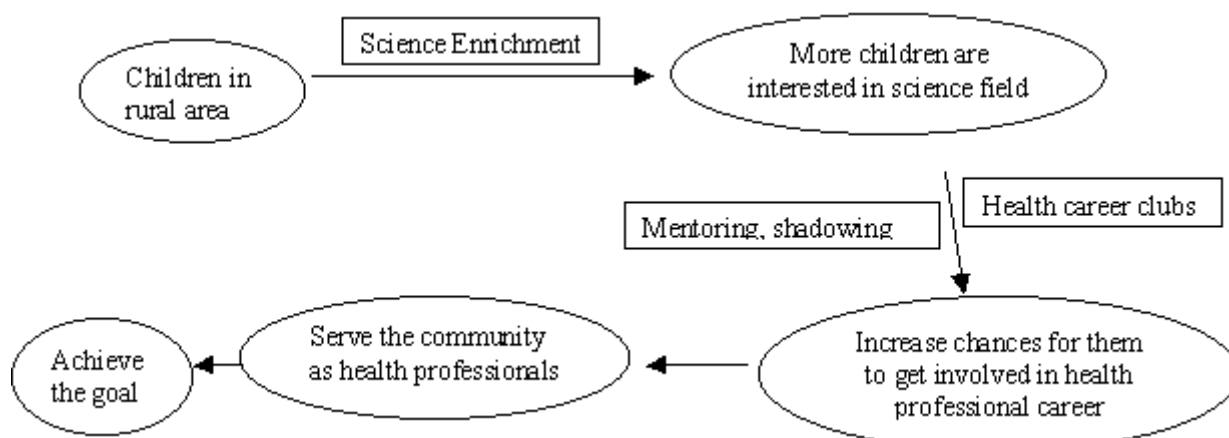 Science Enrichment
Children in
rural area
More children are
interested in science field
Health career clubs
Mentoring, shadowing
Increase chances for them
to get involved in health
professional career
Serve the community
as health professionals
Achieve
the goal